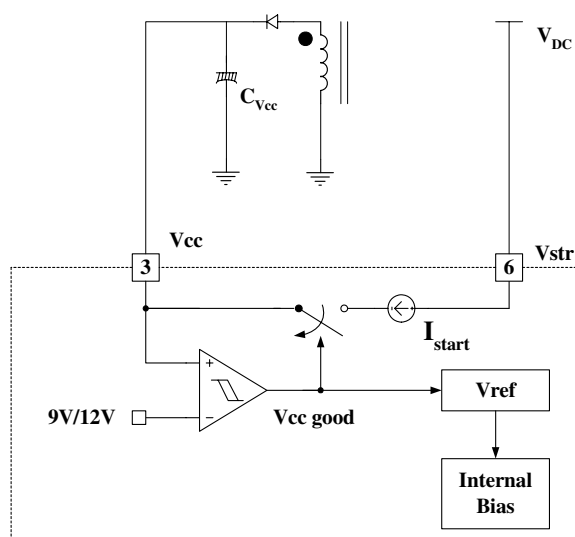 V_DC
C_Vcc
Vcc
Vstr
3
6
I_start
+
−
9V/12V
Vcc good
Vref
Internal
Bias